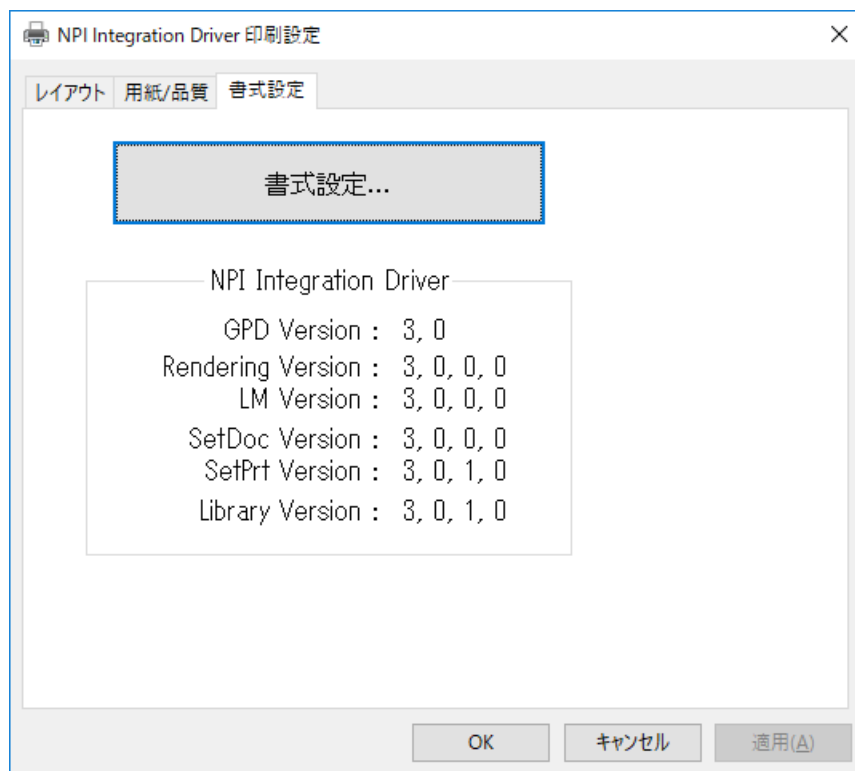 NPI Integration Driver 印刷設定
レイアウト 用紙/品質 書式設定
書式設定...
NPI Integration Driver
GPD Version : 3, 0
Rendering Version : 3, 0, 0, 0
LM Version : 3, 0, 0, 0
SetDoc Version : 3, 0, 0, 0
SetPrt Version : 3, 0, 1, 0
Library Version : 3, 0, 1, 0
OK キャンセル 適用(A)